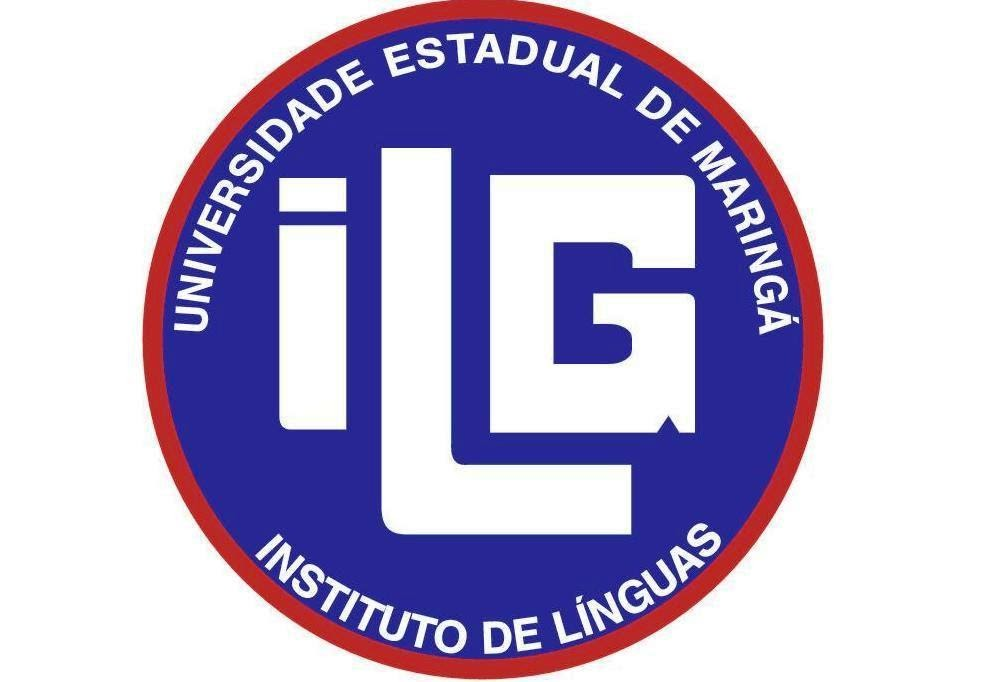 UNIVERSIDADE ESTADUAL DE MARINGÁ
iLG
INSTITUTO DE LÍNGUAS